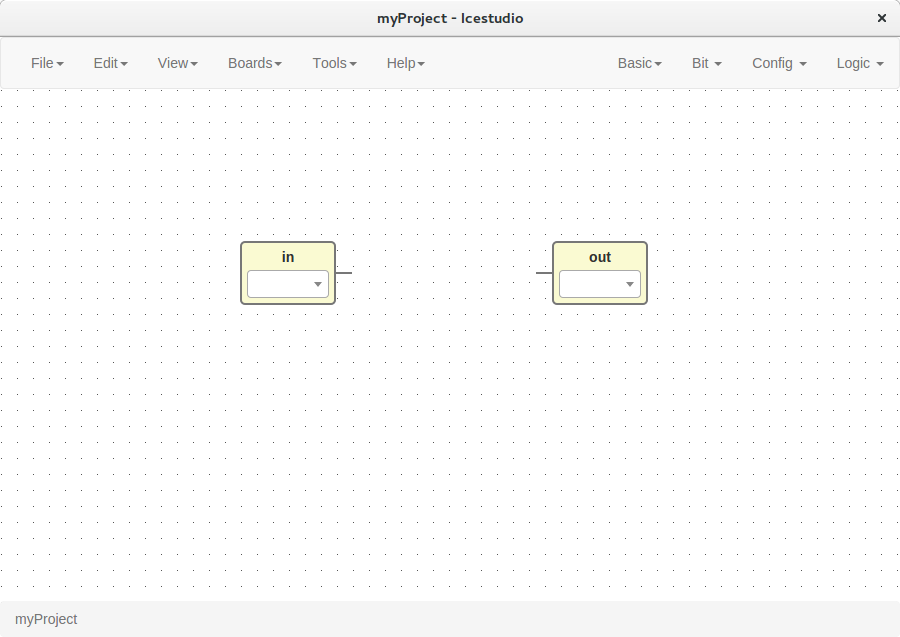 myProject - Icestudio
File Edit View Boards Tools Help Basic Bit Config Logic
in out
myProject